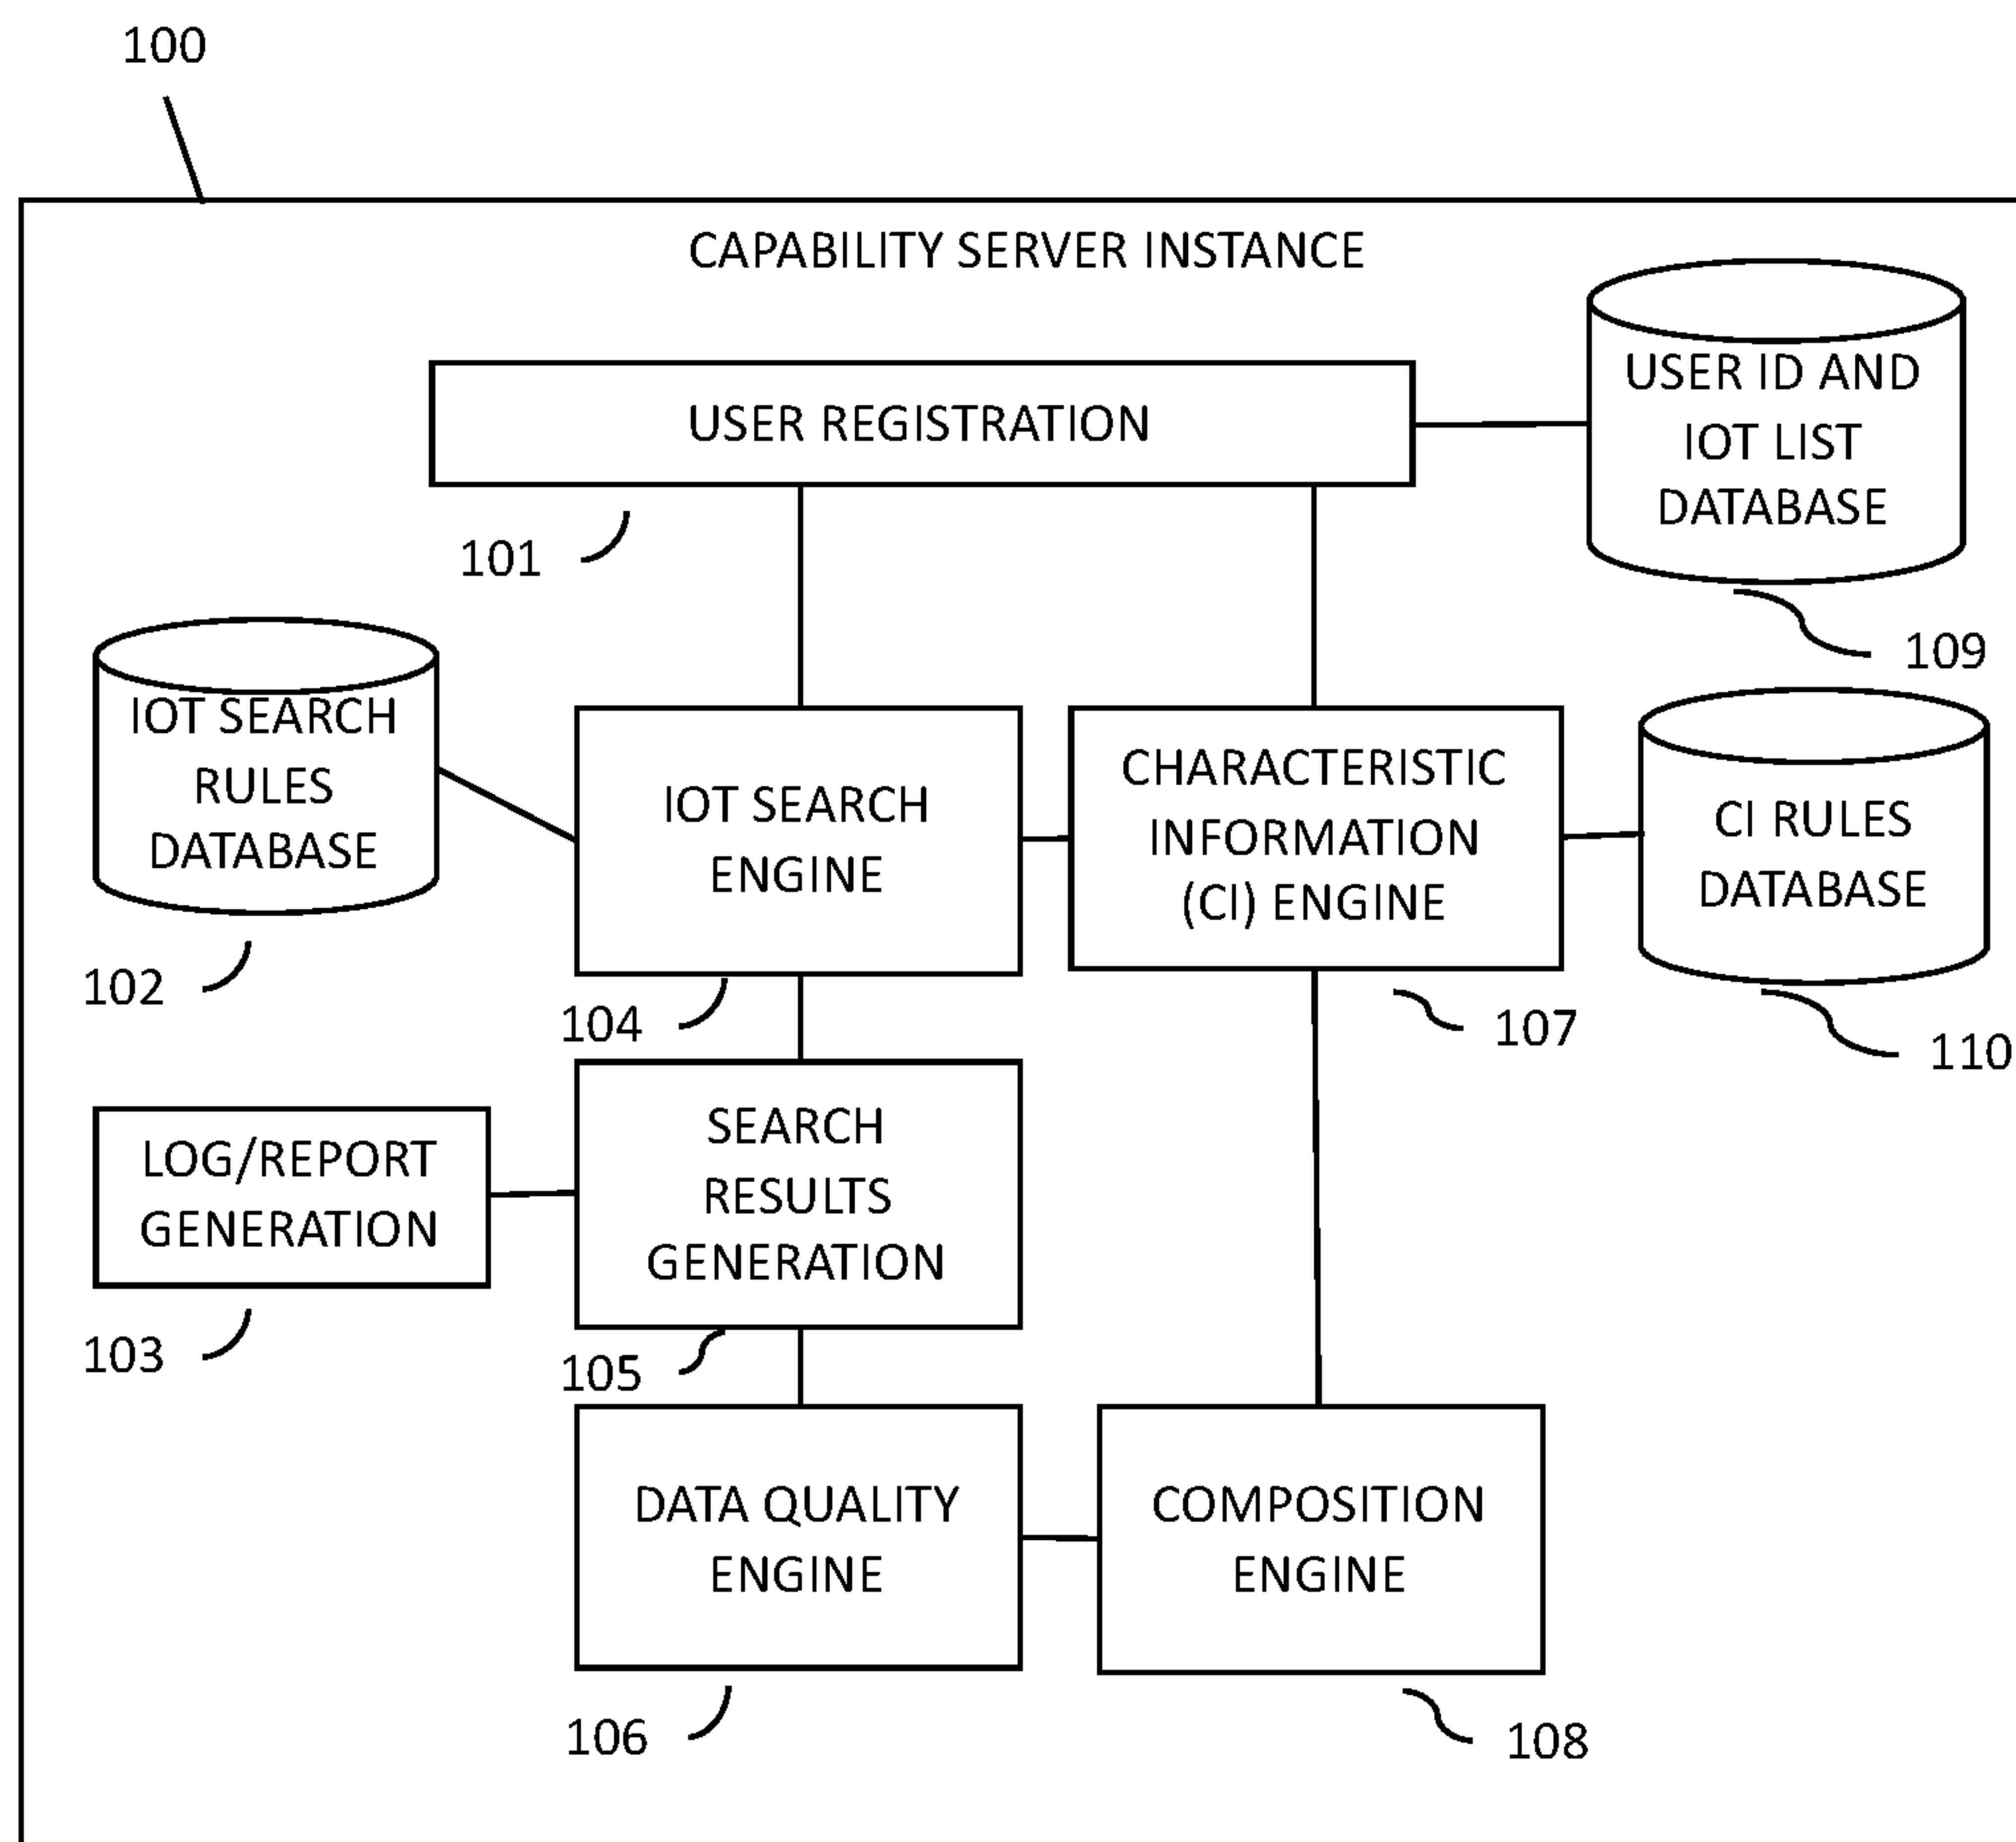 100
CAPABILITY SERVER INSTANCE
USER REGISTRATION
101
USER ID AND
IOT LIST
DATABASE
109
IOT SEARCH
RULES
DATABASE
102
IOT SEARCH
ENGINE
104
CHARACTERISTIC
INFORMATION
(CI) ENGINE
107
CI RULES
DATABASE
110
LOG/REPORT
GENERATION
103
SEARCH
RESULTS
GENERATION
105
DATA QUALITY
ENGINE
106
COMPOSITION
ENGINE
108